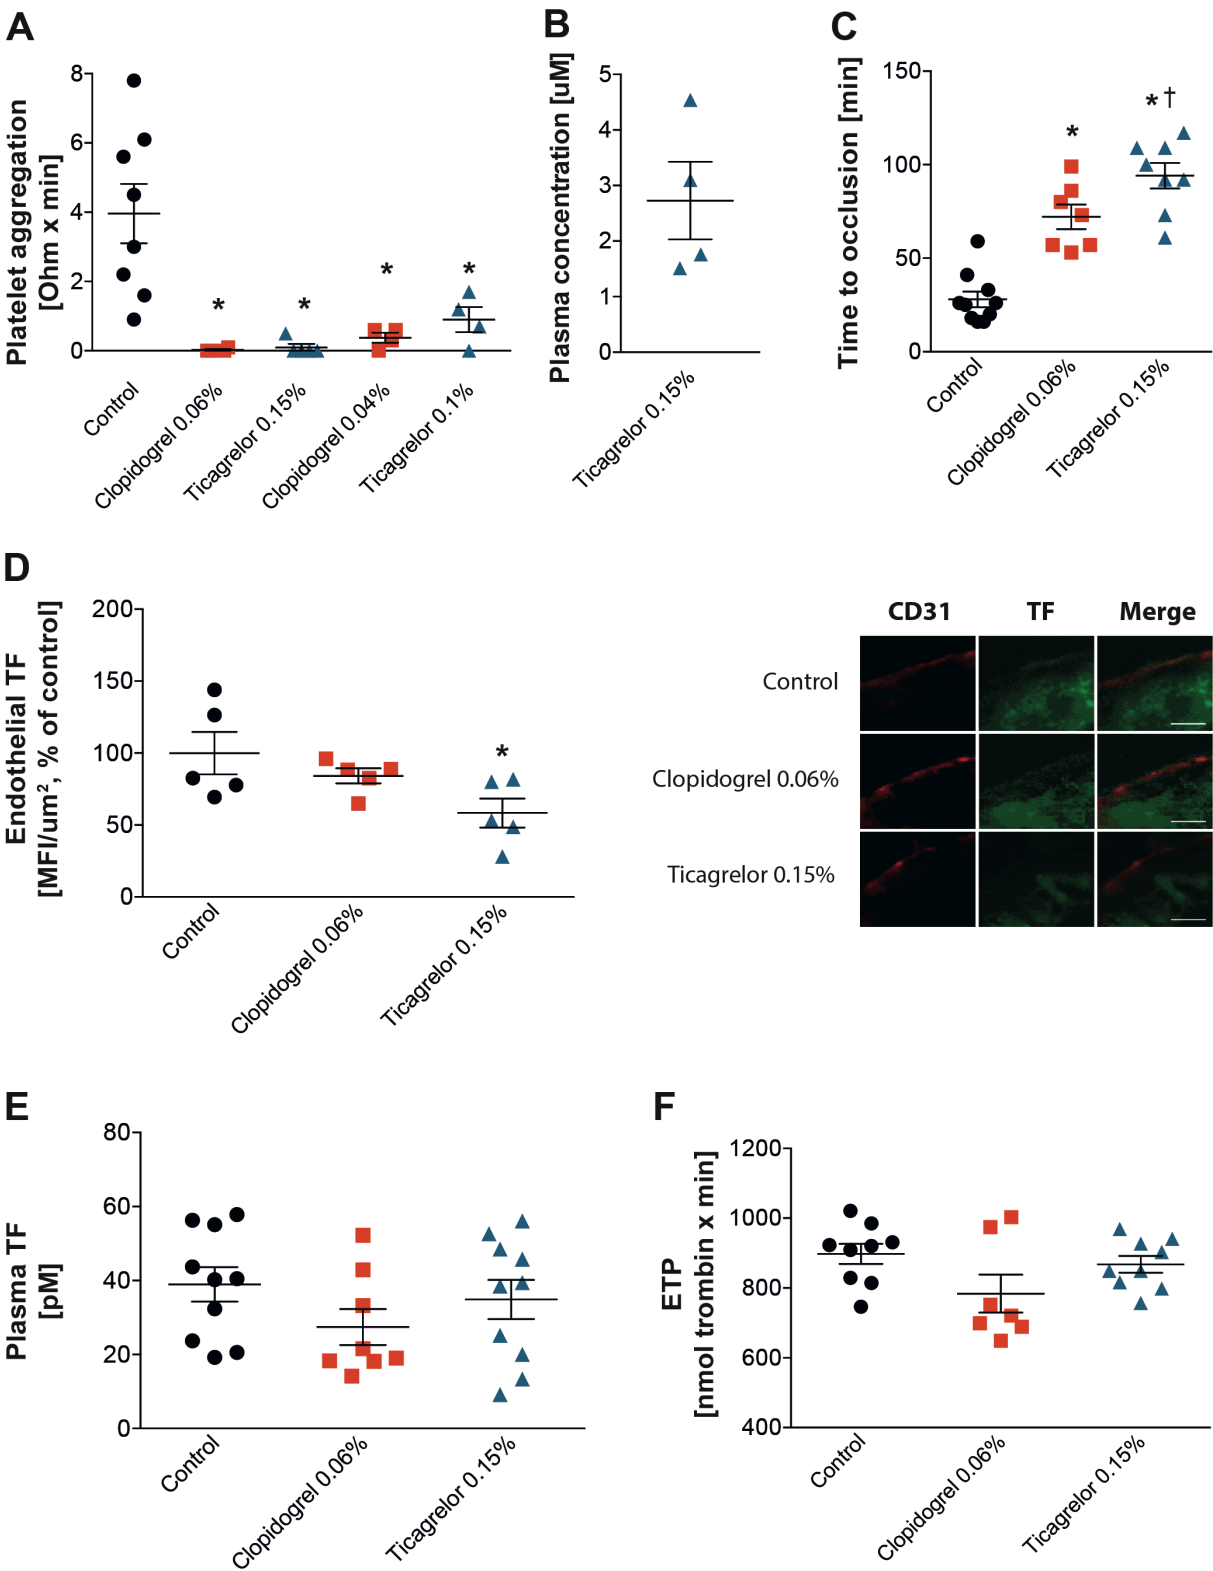 A
Platelet aggregation
[Ohm x min]
8
6
4
2
0
* * * *
Control
Clopidogrel 0.06%
Ticagrelor 0.15%
Clopidogrel 0.04%
Ticagrelor 0.1%
B
Plasma concentration [uM]
5
4
3
2
1
0
Ticagrelor 0.15%
C
Time to occlusion [min]
150
100
50
0
*
* †
Control
Clopidogrel 0.06%
Ticagrelor 0.15%
D
Endothelial TF
[MFI/um², % of control]
200
150
100
50
0
*
Control
Clopidogrel 0.06%
Ticagrelor 0.15%
CD31 TF Merge
Control
Clopidogrel 0.06%
Ticagrelor 0.15%
E
Plasma TF
[pM]
80
60
40
20
0
Control
Clopidogrel 0.06%
Ticagrelor 0.15%
F
ETP
[nmol trombin x min]
1200
1000
800
600
400
Control
Clopidogrel 0.06%
Ticagrelor 0.15%